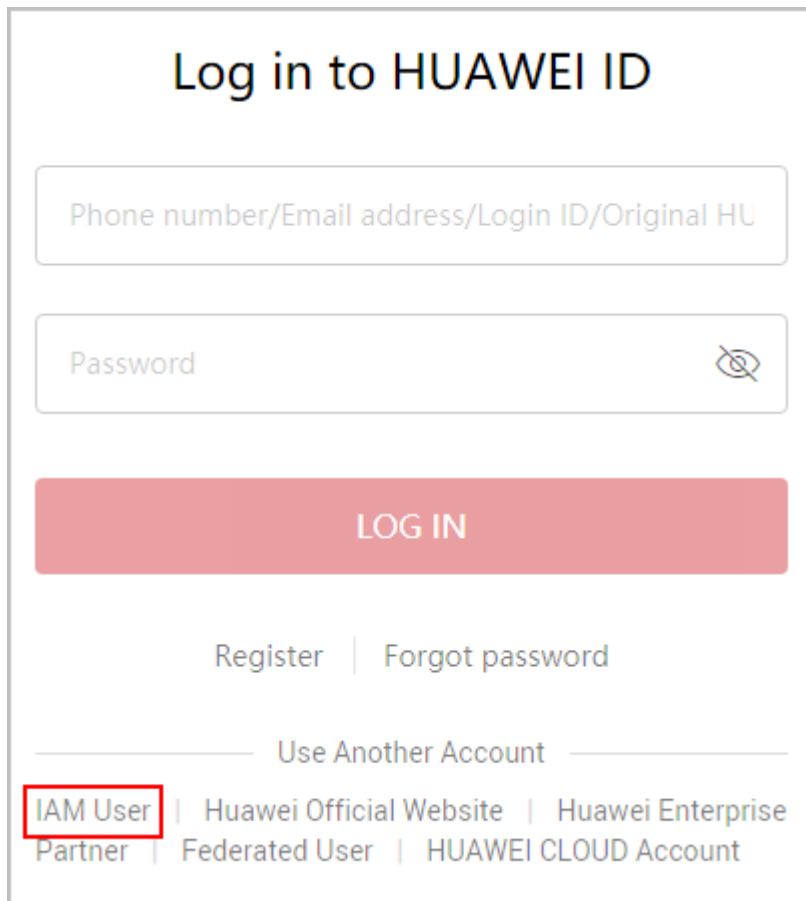 Log in to HUAWEI ID
Phone number/Email address/Login ID/Original HU
Password
LOG IN
Register | Forgot password
Use Another Account
IAM User | Huawei Official Website | Huawei Enterprise
Partner | Federated User | HUAWEI CLOUD Account